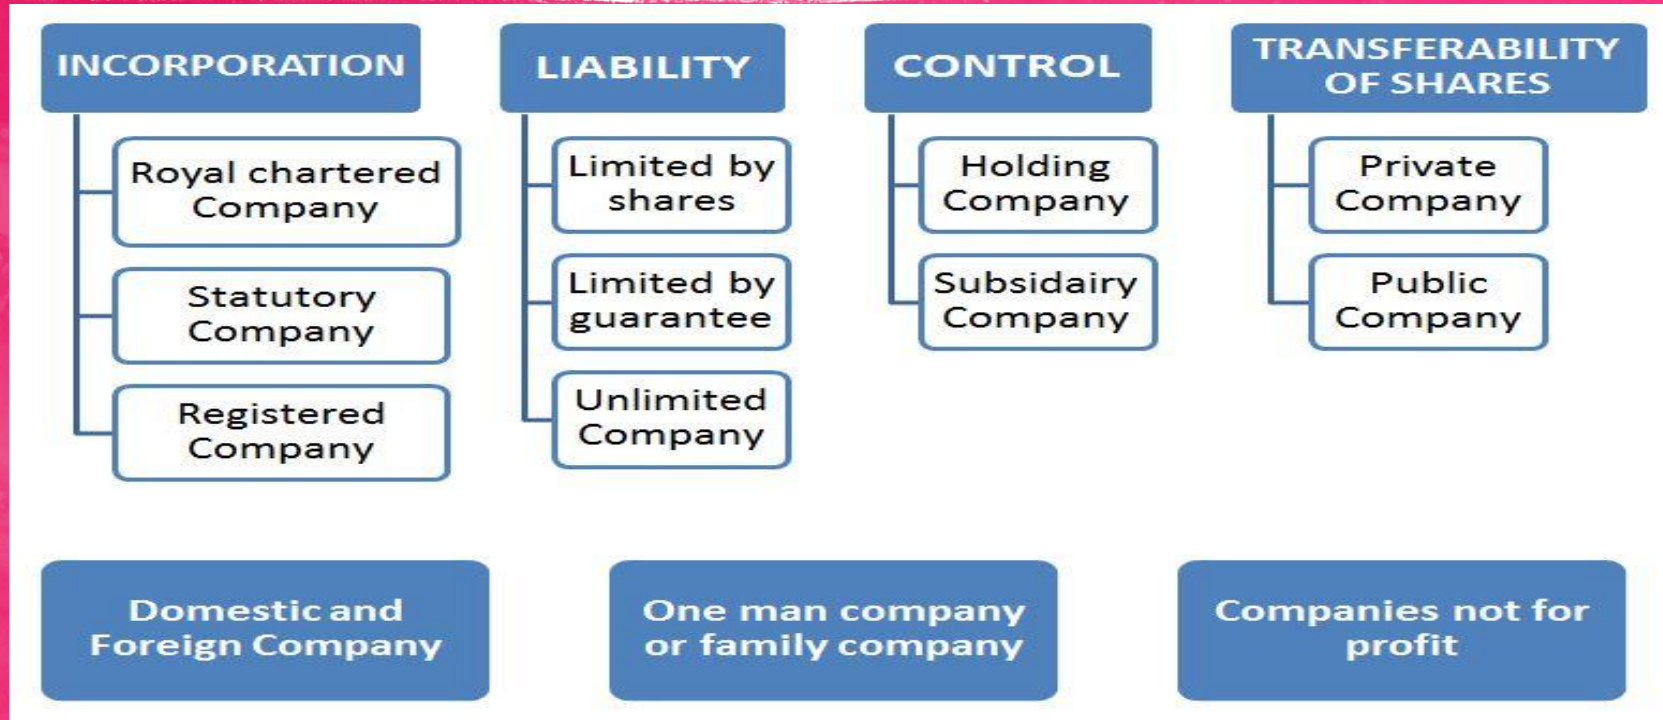 INCORPORATION
Royal chartered
Company
Statutory
Company
Registered
Company
LIABILITY
Limited by
shares
Limited by
guarantee
Unlimited
Company
CONTROL
Holding
Company
Subsidairy
Company
TRANSFERABILITY
OF SHARES
Private
Company
Public
Company
Domestic and
Foreign Company
One man company
or family company
Companies not for
profit